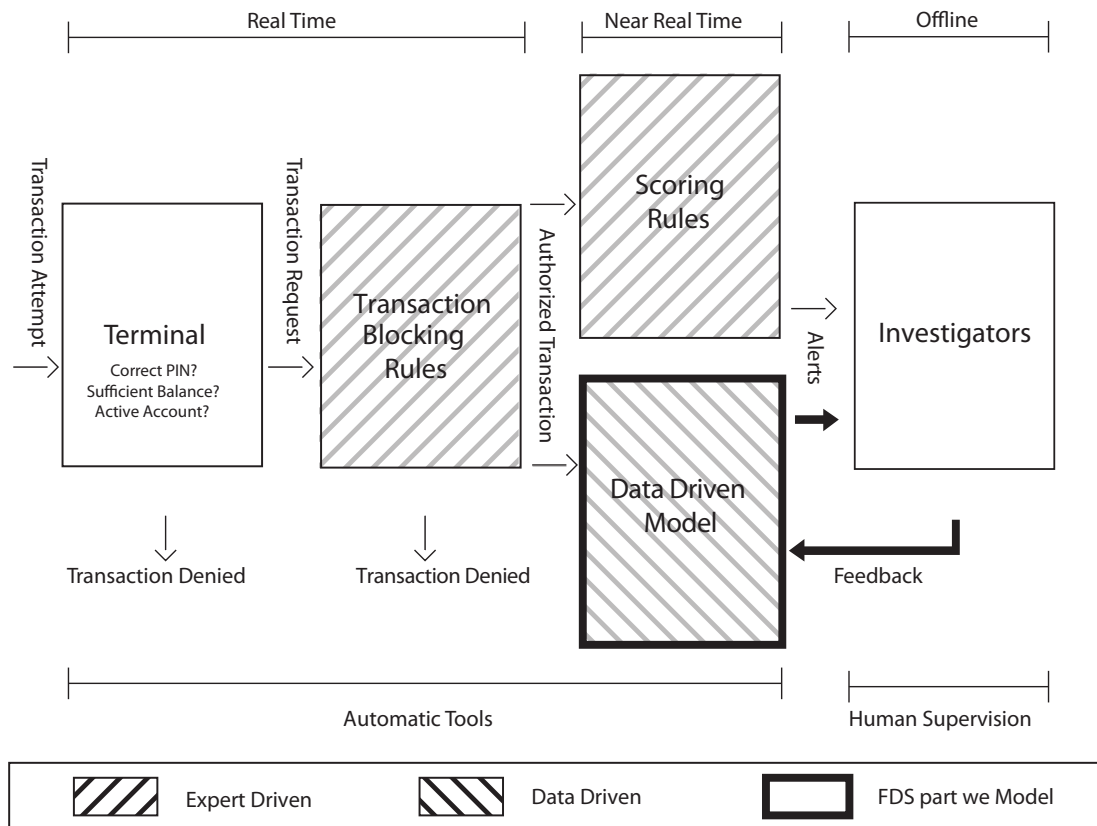 Real Time
Near Real Time
Offline
Transaction Attempt
Terminal
Correct PIN?
Sufficient Balance?
Active Account?
Transaction Request
Transaction
Blocking
Rules
Authorized Transaction
Scoring
Rules
Data Driven
Model
Alerts
Investigators
Transaction Denied
Transaction Denied
Feedback
Automatic Tools
Human Supervision
Expert Driven
Data Driven
FDS part we Model